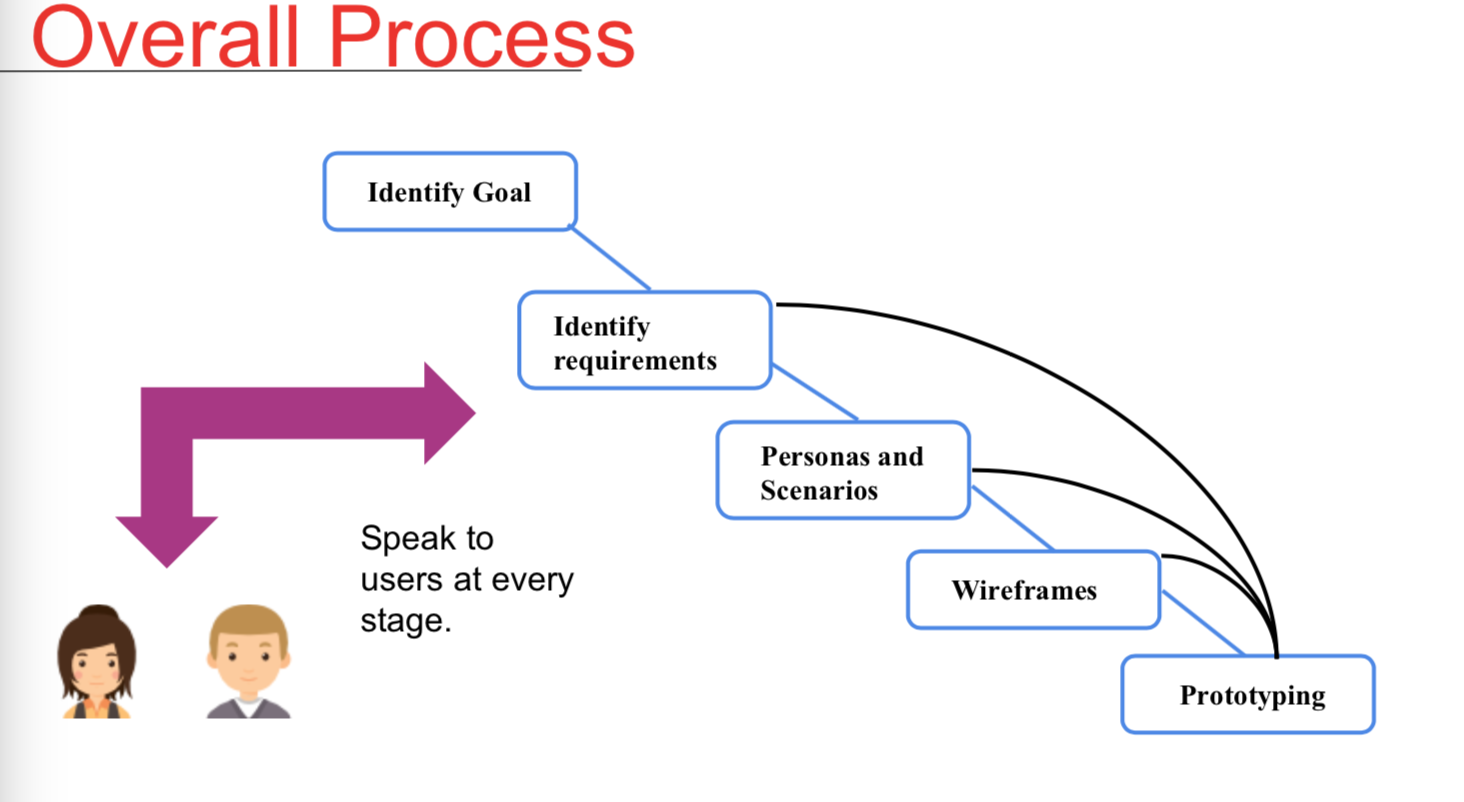 Overall Process
Identify Goal
Identify
requirements
Personas and
Scenarios
Speak to
users at every
stage.
Wireframes
Prototyping